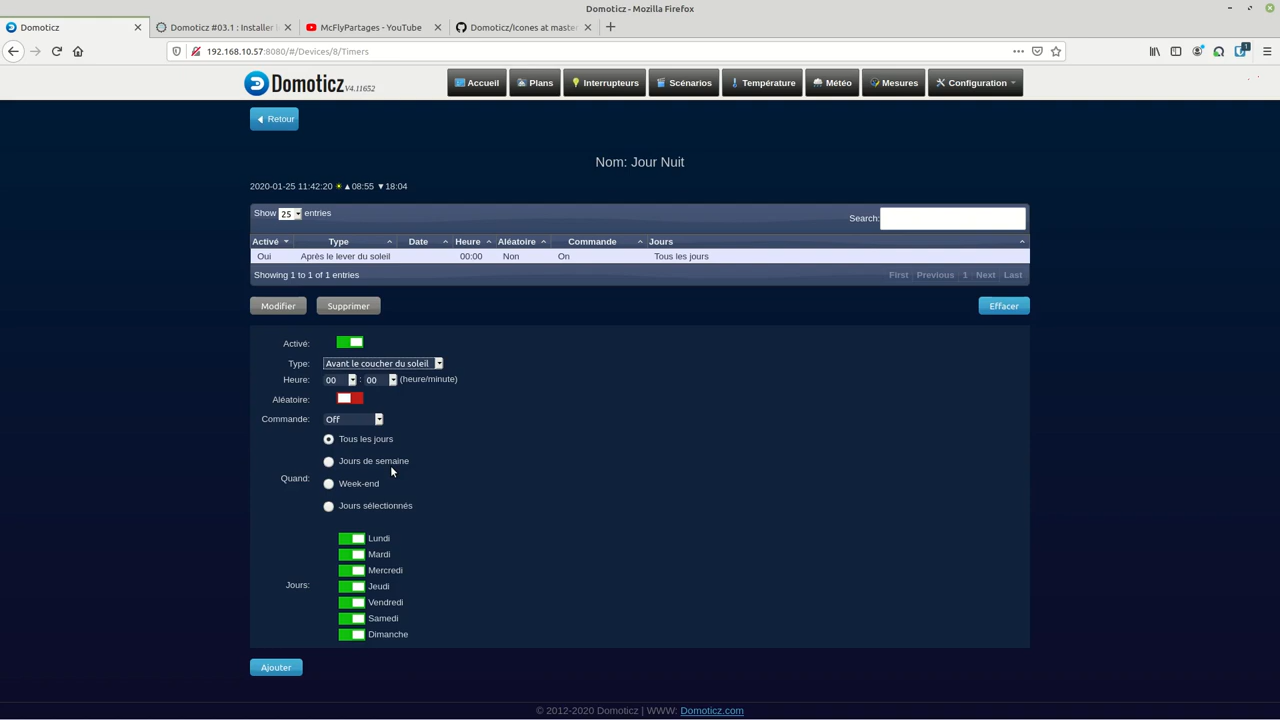 Domoticz - Mozilla Firefox
Domoticz
Domoticz #03.1 : Installer
McFlyPartages - YouTube
Domoticz/Icones at master
192.168.10.57:8080/#/Devices/8/Timers
1
Domoticz V4.11652
Accueil
Plans
Interrupteurs
Scénarios
Température
Météo
Mesures
Configuration
Retour
Nom: Jour Nuit
2020-01-25 11:42:20 ☀ ▲08:55 ▼18:04
Show 25 entries
Search:
Activé Type Date Heure Aléatoire Commande Jours
Oui Après le lever du soleil 00:00 Non On Tous les jours
Showing 1 to 1 of 1 entries
First Previous 1 Next Last
Modifier Supprimer Effacer
Activé:
Type: Avant le coucher du soleil
Heure: 00 : 00 (heure/minute)
Aléatoire:
Commande: Off
Tous les jours
Jours de semaine
Quand:
Week-end
Jours sélectionnés
Lundi
Mardi
Mercredi
Jours: Jeudi
Vendredi
Samedi
Dimanche
Ajouter
© 2012-2020 Domoticz | WWW: Domoticz.com